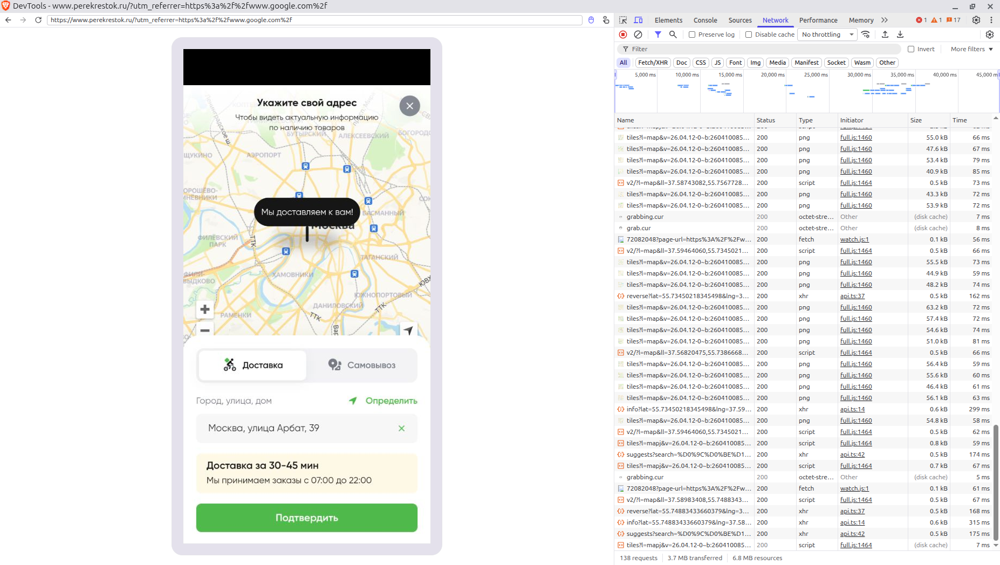 DevTools - www.perekrestok.ru/?utm_referrer=https%3a%2f%2fwww.google.com%2f
https://www.perekrestok.ru/?utm_referrer=https%3a%2f%2fwww.google.com%2f
Elements Console Sources Network Performance Memory 1 1 17
Preserve log Disable cache No throttling
Filter Invert More filters
All Fetch/XHR Doc CSS JS Font Img Media Manifest Socket Wasm Other
5,000 ms 10,000 ms 15,000 ms 20,000 ms 25,000 ms 30,000 ms 35,000 ms 40,000 ms 45,000 m
Укажите свой адрес
Чтобы видеть актуальную информацию
по наличию товаров
Ленинградское ш.
просп. Мира
БУТЫРСКИЙ
АЛЕКСЕЕВСКИЙ
БОГОРОДС
ЩУКИНО
АЭРОПОРТ
ОРОШЁВО-
МНЁВНИКИ
СОК
Мы доставляем к вам!
БАСМАННЫЙ
Москва
ФИЛЁВСКИЙ
ПАРК
ТТК
ТАГАНСКИЙ
ФИЛИ-
ВЫДКОВО
ХАМОВНИКИ
ЮВХ
ЮЖНОПОРТОВЫЙ
ДАНИЛОВСКИЙ
ТТК
РАМЕНКИ
ТТК
Вар
Доставка Самовывоз
Город, улица, дом Определить
Москва, улица Арбат, 39
Доставка за 30-45 мин
Мы принимаем заказы с 07:00 до 22:00
Подтвердить
Name Status Type Initiator Size Time
tiles?l=map&v=26.04.12-0~b:260410085... 200 png full.js:1460 55.0 kB 66 ms
tiles?l=map&v=26.04.12-0~b:260410085... 200 png full.js:1460 47.6 kB 67 ms
tiles?l=map&v=26.04.12-0~b:260410085... 200 png full.js:1460 53.4 kB 79 ms
tiles?l=map&v=26.04.12-0~b:260410085... 200 png full.js:1460 40.9 kB 85 ms
v2/?l=map&ll=37.58743082,55.7567728... 200 script full.js:1464 0.5 kB 73 ms
tiles?l=map&v=26.04.12-0~b:260410085... 200 png full.js:1460 43.3 kB 72 ms
tiles?l=map&v=26.04.12-0~b:260410085... 200 png full.js:1460 53.9 kB 72 ms
grabbing.cur 200 octet-stre... Other (disk cache) 7 ms
grab.cur 200 octet-stre... Other (disk cache) 8 ms
72082048?page-url=https%3A%2F%2Fw... 200 fetch watch.js:1 0.1 kB 56 ms
v2/?l=map&ll=37.59464060,55.7345021... 200 script full.js:1464 0.5 kB 66 ms
tiles?l=map&v=26.04.12-0~b:260410085... 200 png full.js:1460 55.5 kB 73 ms
tiles?l=map&v=26.04.12-0~b:260410085... 200 png full.js:1460 44.9 kB 59 ms
tiles?l=map&v=26.04.12-0~b:260410085... 200 png full.js:1460 48.2 kB 74 ms
reverse?lat=55.73450218345498&lng=3... 200 xhr api.ts:37 0.5 kB 162 ms
tiles?l=map&v=26.04.12-0~b:260410085... 200 png full.js:1460 63.2 kB 72 ms
tiles?l=map&v=26.04.12-0~b:260410085... 200 png full.js:1460 57.4 kB 72 ms
tiles?l=map&v=26.04.12-0~b:260410085... 200 png full.js:1460 54.6 kB 74 ms
tiles?l=map&v=26.04.12-0~b:260410085... 200 png full.js:1460 51.0 kB 81 ms
v2/?l=map&ll=37.56820475,55.7386668... 200 script full.js:1464 0.5 kB 66 ms
tiles?l=map&v=26.04.12-0~b:260410085... 200 png full.js:1460 56.4 kB 59 ms
tiles?l=map&v=26.04.12-0~b:260410085... 200 png full.js:1460 55.6 kB 60 ms
tiles?l=map&v=26.04.12-0~b:260410085... 200 png full.js:1460 46.4 kB 61 ms
tiles?l=map&v=26.04.12-0~b:260410085... 200 png full.js:1460 56.1 kB 63 ms
info?lat=55.73450218345498&lng=37.59... 200 xhr api.ts:14 0.6 kB 299 ms
tiles?l=map&v=26.04.12-0~b:260410085... 200 png full.js:1460 54.8 kB 58 ms
v2/?l=map&ll=37.59464060,55.7345021... 200 script full.js:1464 0.5 kB 62 ms
tiles?l=mapj&v=26.04.12-0~b:260410085... 200 script full.js:1464 0.8 kB 59 ms
suggests?search=%D0%9C%D0%BE%D1... 200 xhr api.ts:42 0.5 kB 174 ms
tiles?l=mapj&v=26.04.12-0~b:260410085... 200 script full.js:1464 0.7 kB 67 ms
grabbing.cur 200 octet-stre... Other (disk cache) 5 ms
72082048?page-url=https%3A%2F%2Fw... 200 fetch watch.js:1 0.1 kB 61 ms
v2/?l=map&ll=37.58983408,55.7488343... 200 script full.js:1464 0.5 kB 67 ms
reverse?lat=55.74883433660379&lng=3... 200 xhr api.ts:37 0.5 kB 168 ms
info?lat=55.74883433660379&lng=37.58... 200 xhr api.ts:14 0.6 kB 315 ms
suggests?search=%D0%9C%D0%BE%D1... 200 xhr api.ts:42 0.5 kB 175 ms
tiles?l=mapj&v=26.04.12-0~b:260410085... 200 script full.js:1464 (disk cache) 7 ms
138 requests 3.7 MB transferred 6.8 MB resources